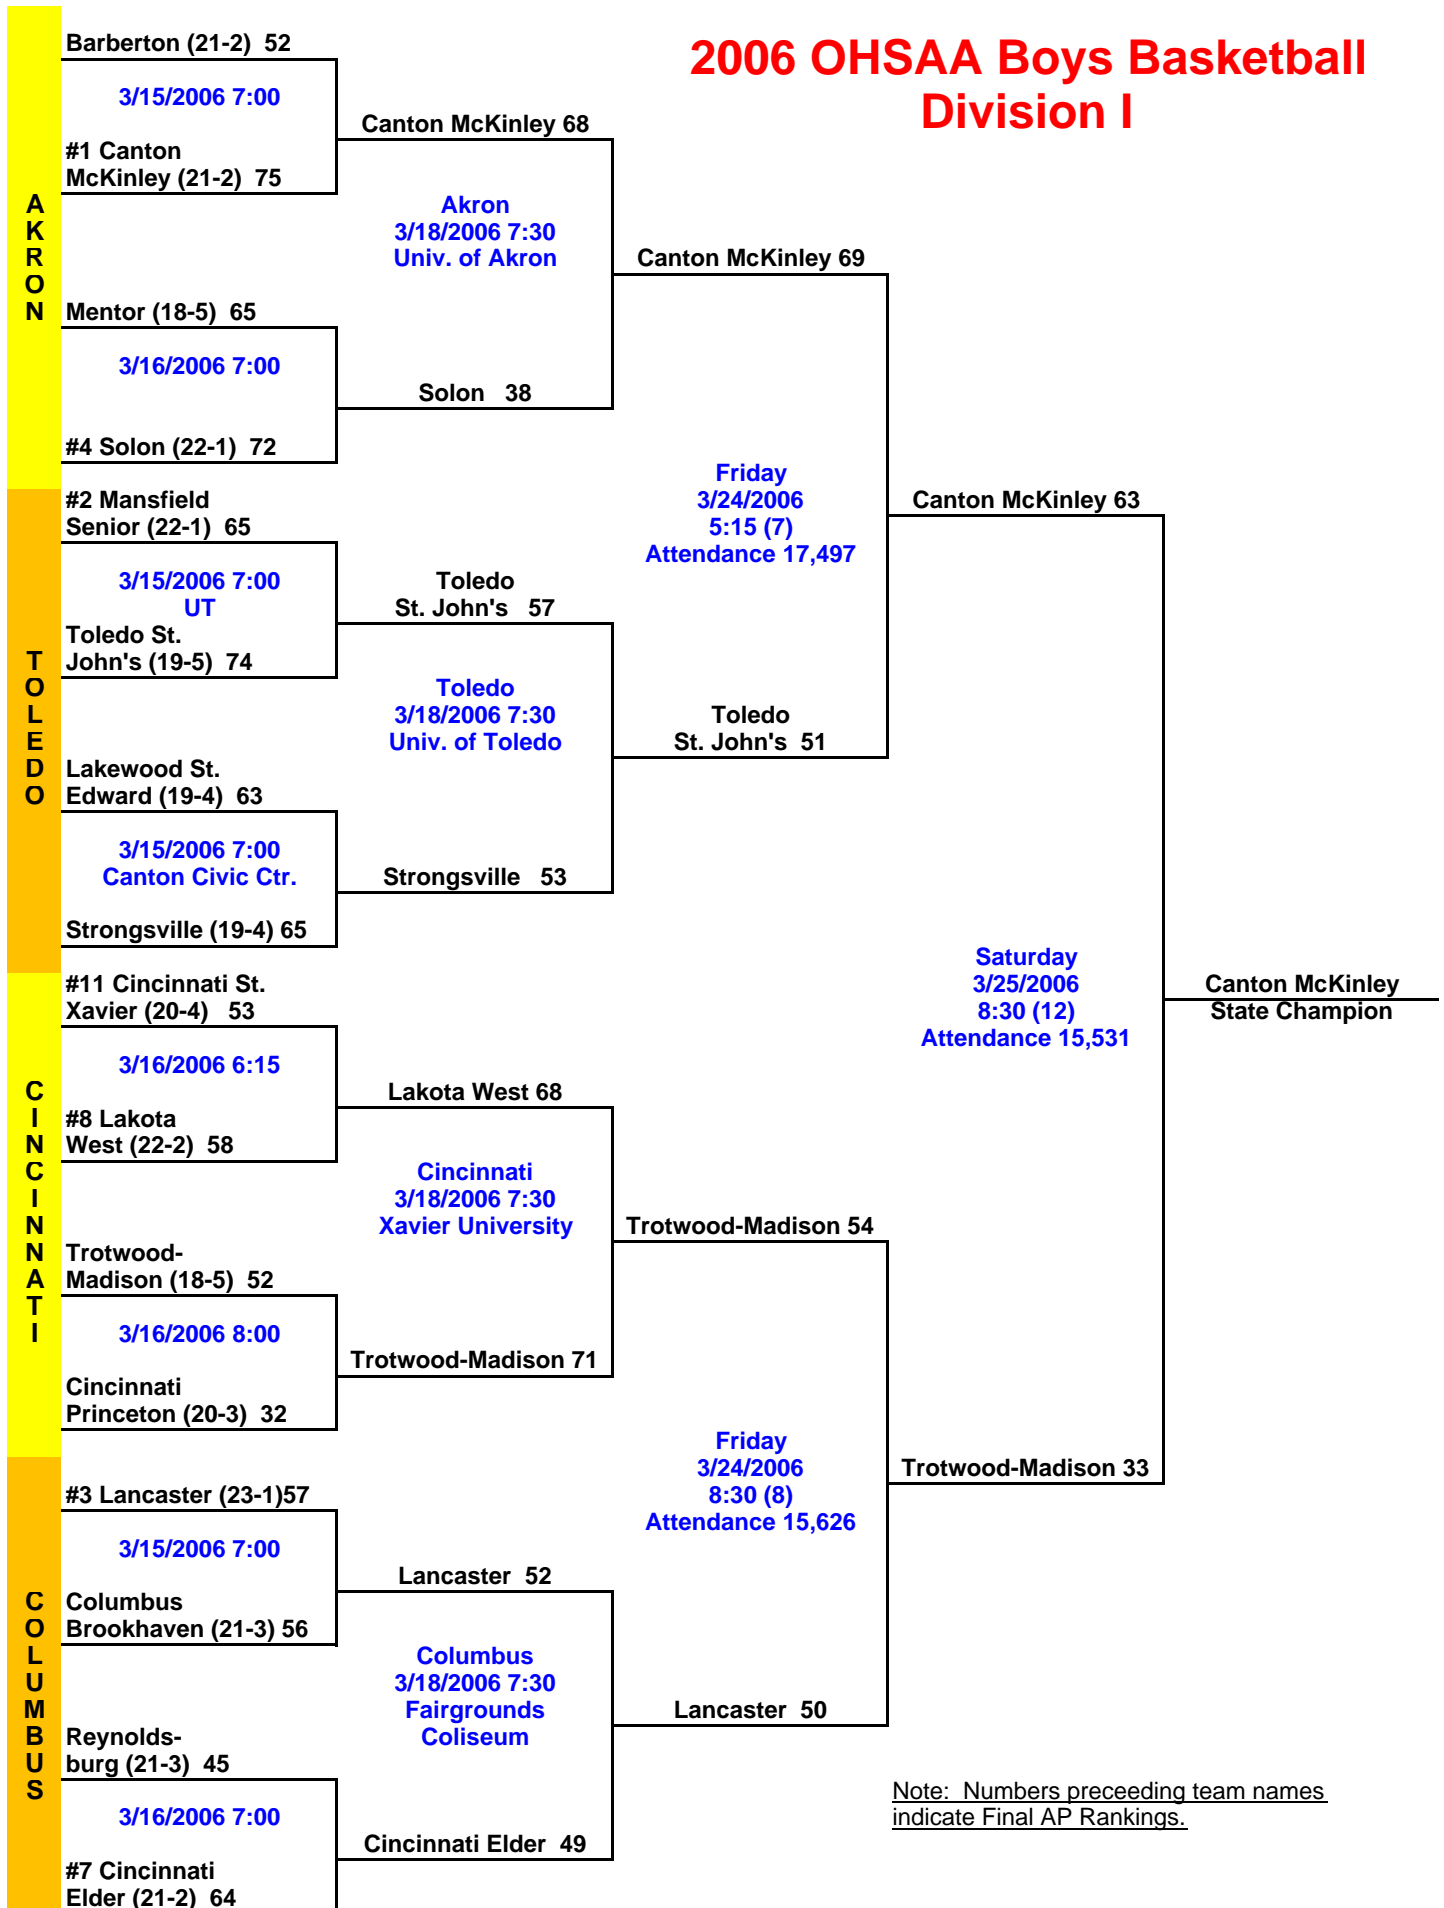 2006 OHSAA Boys Basketball
Division I
AKRON
Barberton (21-2)  52
3/15/2006 7:00
#1 Canton
McKinley (21-2)  75
Mentor (18-5)  65
3/16/2006 7:00
#4 Solon (22-1)  72
Canton McKinley 68
Akron
3/18/2006 7:30
Univ. of Akron
Solon   38
TOLEDO
#2 Mansfield
Senior (22-1)  65
3/15/2006 7:00
UT
Toledo St.
John's (19-5)  74
Lakewood St.
Edward (19-4)  63
3/15/2006 7:00
Canton Civic Ctr.
Strongsville (19-4) 65
Toledo
St. John's   57
Toledo
3/18/2006 7:30
Univ. of Toledo
Strongsville   53
Canton McKinley 69
Friday
3/24/2006
5:15 (7)
Attendance 17,497
Toledo
St. John's  51
CINCINNATI
#11 Cincinnati St.
Xavier (20-4)   53
3/16/2006 6:15
#8 Lakota
West (22-2)  58
Trotwood-
Madison (18-5)  52
3/16/2006 8:00
Cincinnati
Princeton (20-3)  32
Lakota West 68
Cincinnati
3/18/2006 7:30
Xavier University
Trotwood-Madison 71
COLUMBUS
#3 Lancaster (23-1)57
3/15/2006 7:00
Columbus
Brookhaven (21-3) 56
Reynolds-
burg (21-3)  45
3/16/2006 7:00
#7 Cincinnati
Elder (21-2)  64
Lancaster  52
Columbus
3/18/2006 7:30
Fairgrounds
Coliseum
Cincinnati Elder  49
Trotwood-Madison 54
Friday
3/24/2006
8:30 (8)
Attendance 15,626
Lancaster  50
Canton McKinley 63
Saturday
3/25/2006
8:30 (12)
Attendance 15,531
Trotwood-Madison 33
Canton McKinley
State Champion
Note:  Numbers preceeding team names
indicate Final AP Rankings.